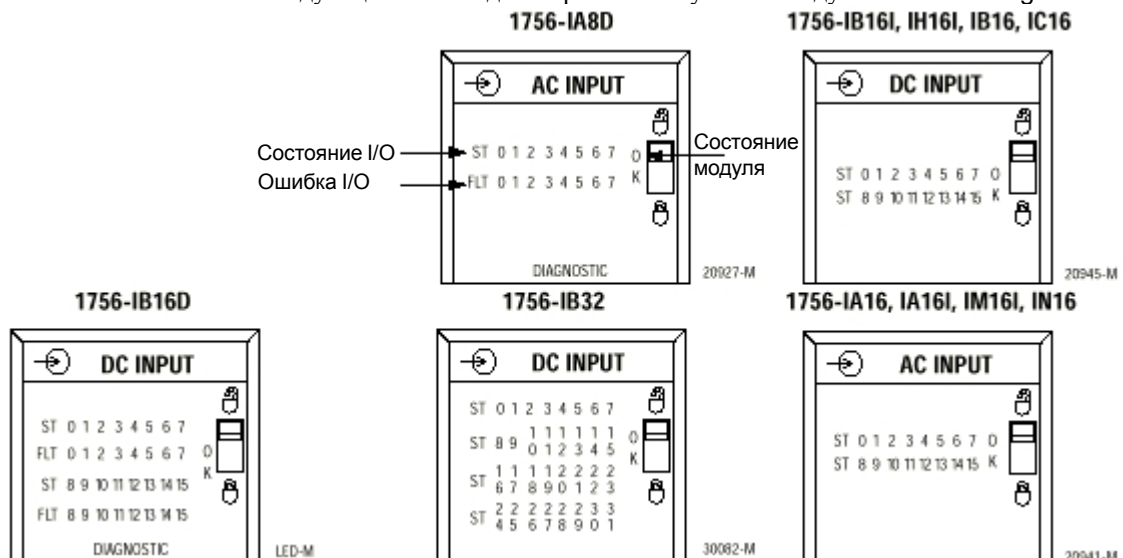 1756-IA8D
1756-IB16I, IH16I, IB16, IC16
AC INPUT
Состояние I/O
ST 0 1 2 3 4 5 6 7 O
Ошибка I/O
FLT 0 1 2 3 4 5 6 7 K
Состояние
модуля
DIAGNOSTIC
20927-M
DC INPUT
ST 0 1 2 3 4 5 6 7 O
ST 8 9 10 11 12 13 14 15 K
20945-M
1756-IB16D
1756-IB32
1756-IA16, IA16I, IM16I, IN16
DC INPUT
ST 0 1 2 3 4 5 6 7
FLT 0 1 2 3 4 5 6 7 O
ST 8 9 10 11 12 13 14 15 K
FLT 8 9 10 11 12 13 14 15
DIAGNOSTIC
LED-M
DC INPUT
ST 0 1 2 3 4 5 6 7
ST 8 9 10 11 12 13 14 15 O K
ST 16 17 18 19 20 21 22 23
ST 24 25 26 27 28 29 30 31
30082-M
AC INPUT
ST 0 1 2 3 4 5 6 7 O
ST 8 9 10 11 12 13 14 15 K
20941-M